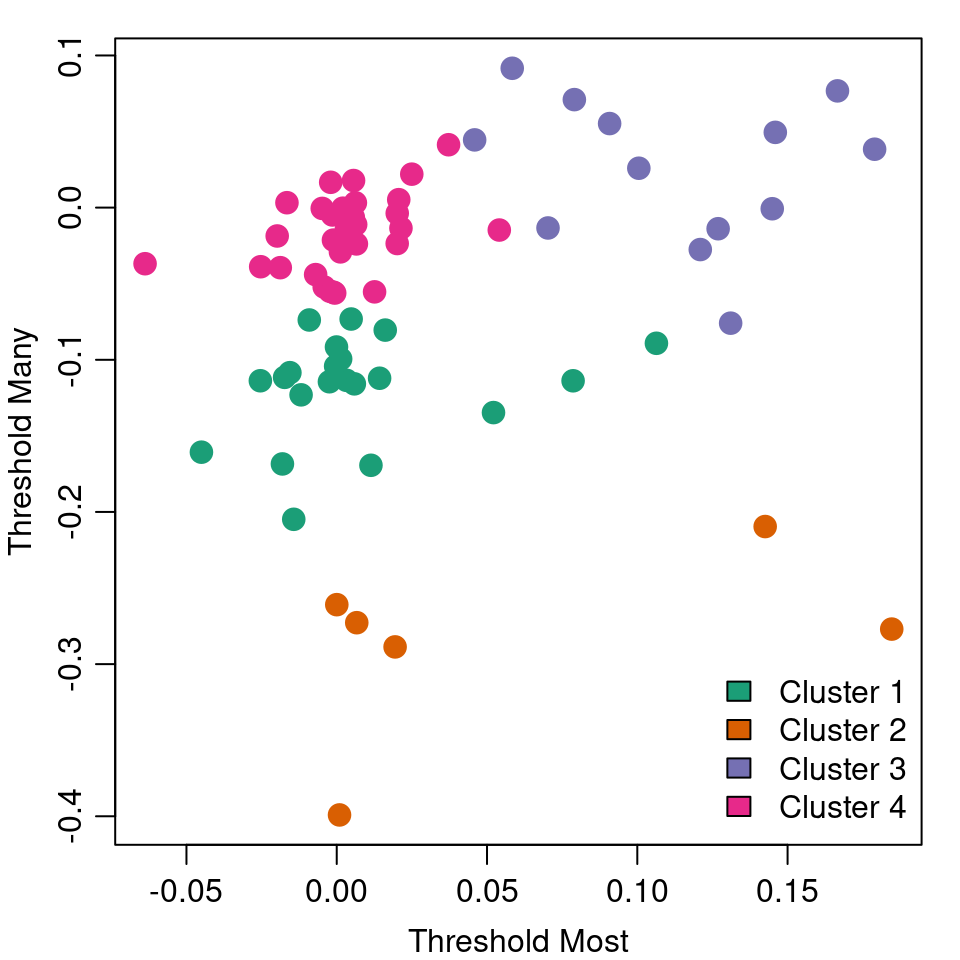 0.1
0.0
-0.1
-0.2
-0.3
-0.4
Threshold Many
Cluster 1
Cluster 2
Cluster 3
Cluster 4
-0.05 0.00 0.05 0.10 0.15
Threshold Most